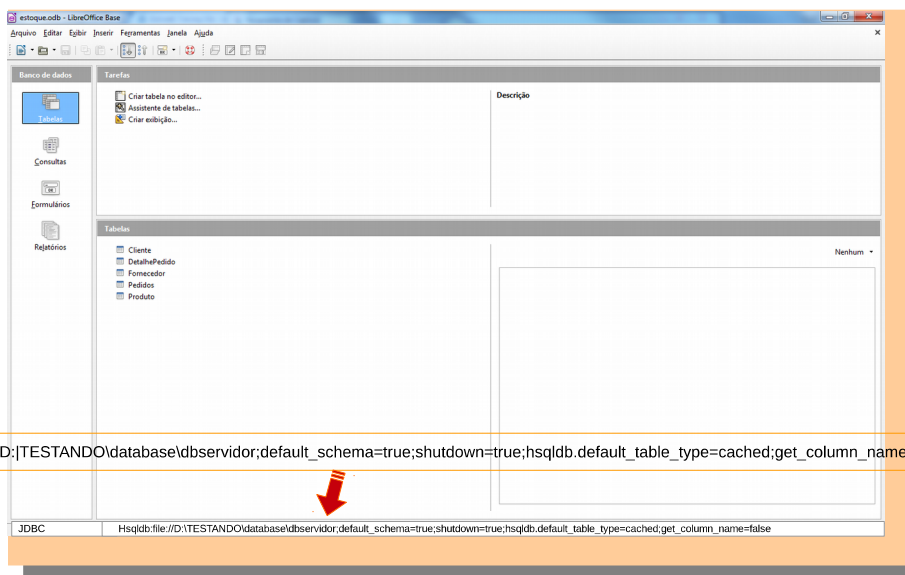 estoque.odb - LibreOffice Base
Arquivo Editar Exibir Inserir Ferramentas Janela Ajuda
Banco de dados
Tarefas
Tabelas
Consultas
Formulários
Relatórios
Criar tabela no editor...
Assistente de tabelas...
Criar exibição...
Descrição
Tabelas
Cliente
DetalhePedido
Fornecedor
Pedidos
Produto
Nenhum
D:|TESTANDO\database\dbservidor;default_schema=true;shutdown=true;hsqldb.default_table_type=cached;get_column_name
JDBC
Hsqldb:file://D:\TESTANDO\database\dbservidor;default_schema=true;shutdown=true;hsqldb.default_table_type=cached;get_column_name=false